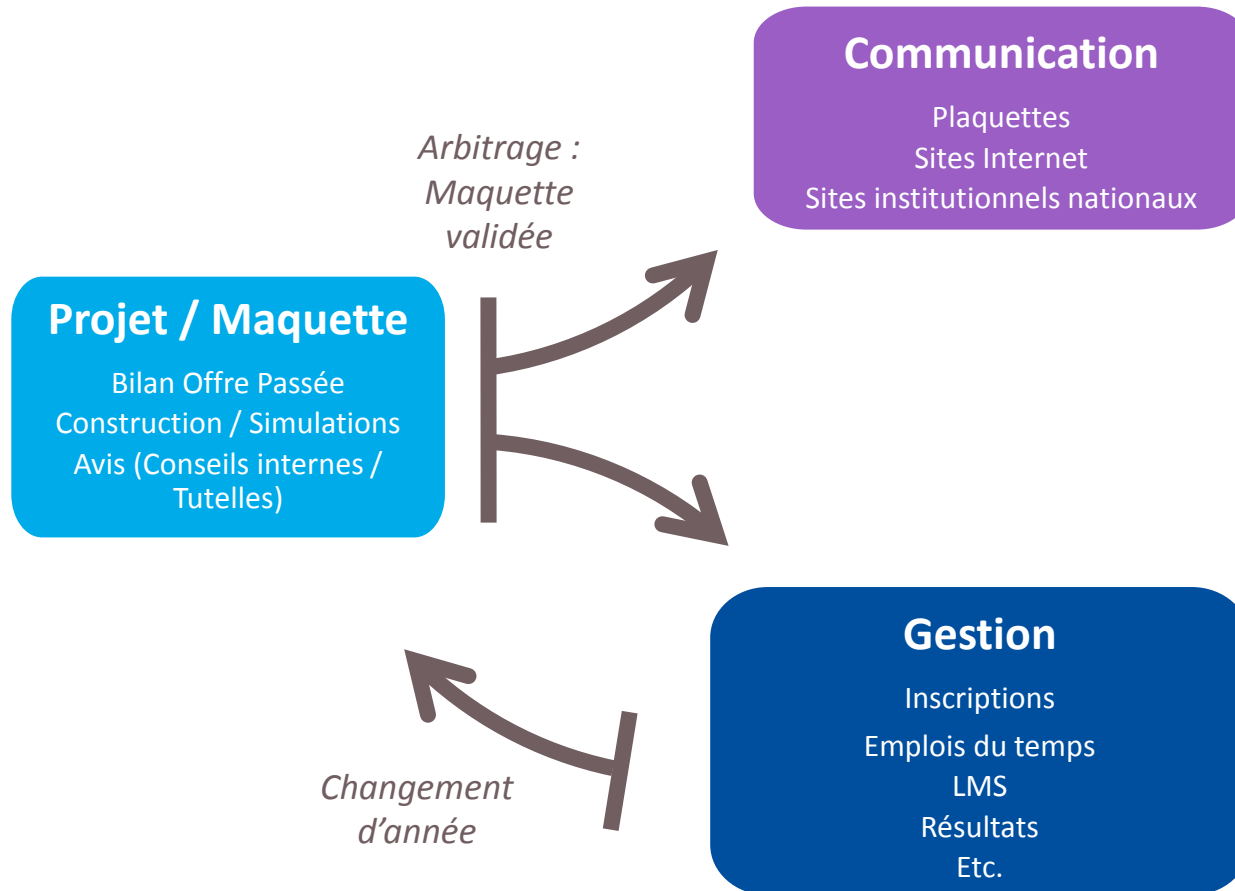 Communication
Plaquettes
Sites Internet
Sites institutionnels nationaux
Arbitrage :
Maquette
validée
Projet / Maquette
Bilan Offre Passée
Construction / Simulations
Avis (Conseils internes /
Tutelles)
Gestion
Inscriptions
Emplois du temps
LMS
Résultats
Etc.
Changement
d’année